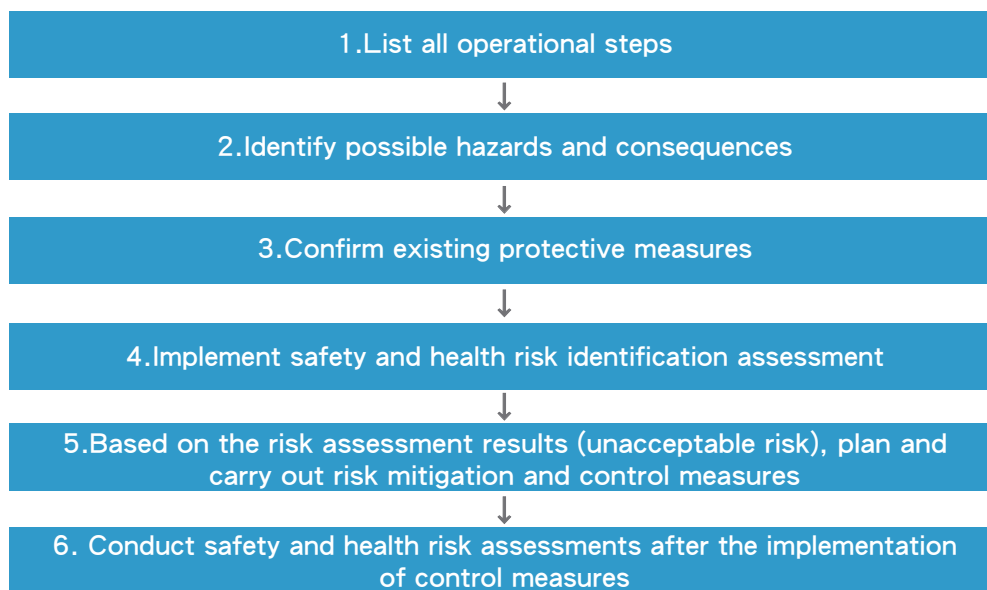 1.List all operational steps
2.Identify possible hazards and consequences
3.Confirm existing protective measures
4.Implement safety and health risk identification assessment
5.Based on the risk assessment results (unacceptable risk), plan and
carry out risk mitigation and control measures
6. Conduct safety and health risk assessments after the implementation
of control measures